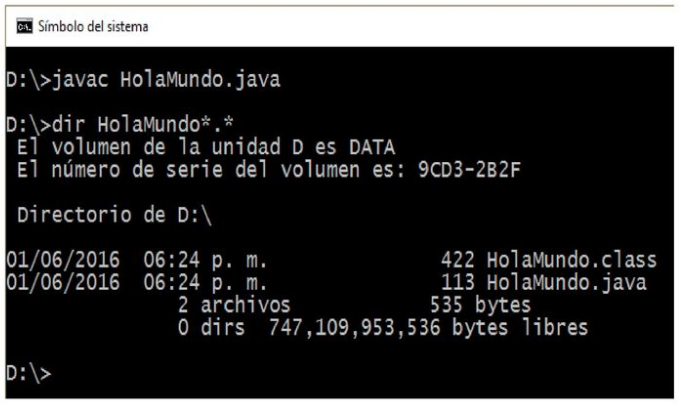 Símbolo del sistema
D:\>javac HolaMundo.java
D:\>dir HolaMundo*.*
El volumen de la unidad D es DATA
El número de serie del volumen es: 9CD3-2B2F
Directorio de D:\
01/06/2016  06:24 p. m.               422 HolaMundo.class
01/06/2016  06:24 p. m.               113 HolaMundo.java
2 archivos            535 bytes
0 dirs  747,109,953,536 bytes libres
D:\>